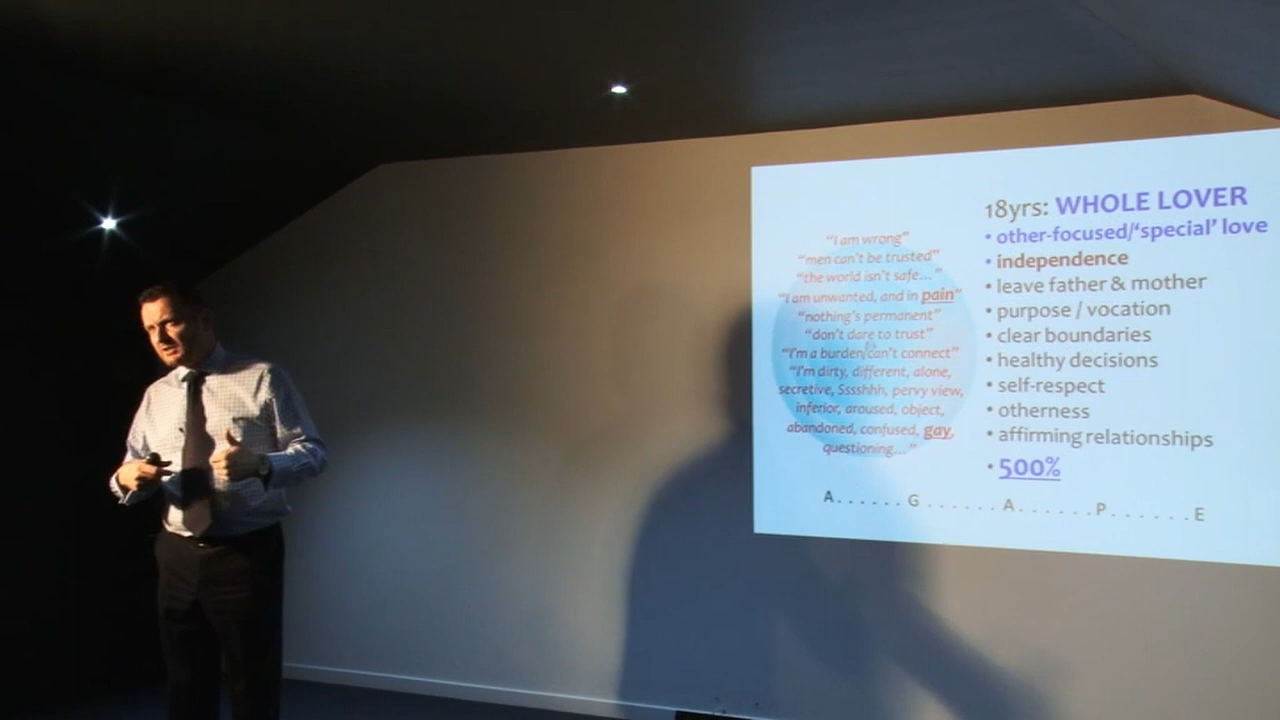 "I am wrong"
"men can't be trusted"
"the world isn't safe..."
"I am unwanted, and in pain"
"nothing's permanent"
"don't dare to trust"
"I'm a burden/can't connect"
"I'm dirty, different, alone,
secretive, Sssshhh, pervy view,
inferior, aroused, object,
abandoned, confused, gay,
questioning..."
18yrs: WHOLE LOVER
• other-focused/'special' love
• independence
• leave father & mother
• purpose / vocation
• clear boundaries
• healthy decisions
• self-respect
• otherness
• affirming relationships
• 500%
A......G.......A......P......E